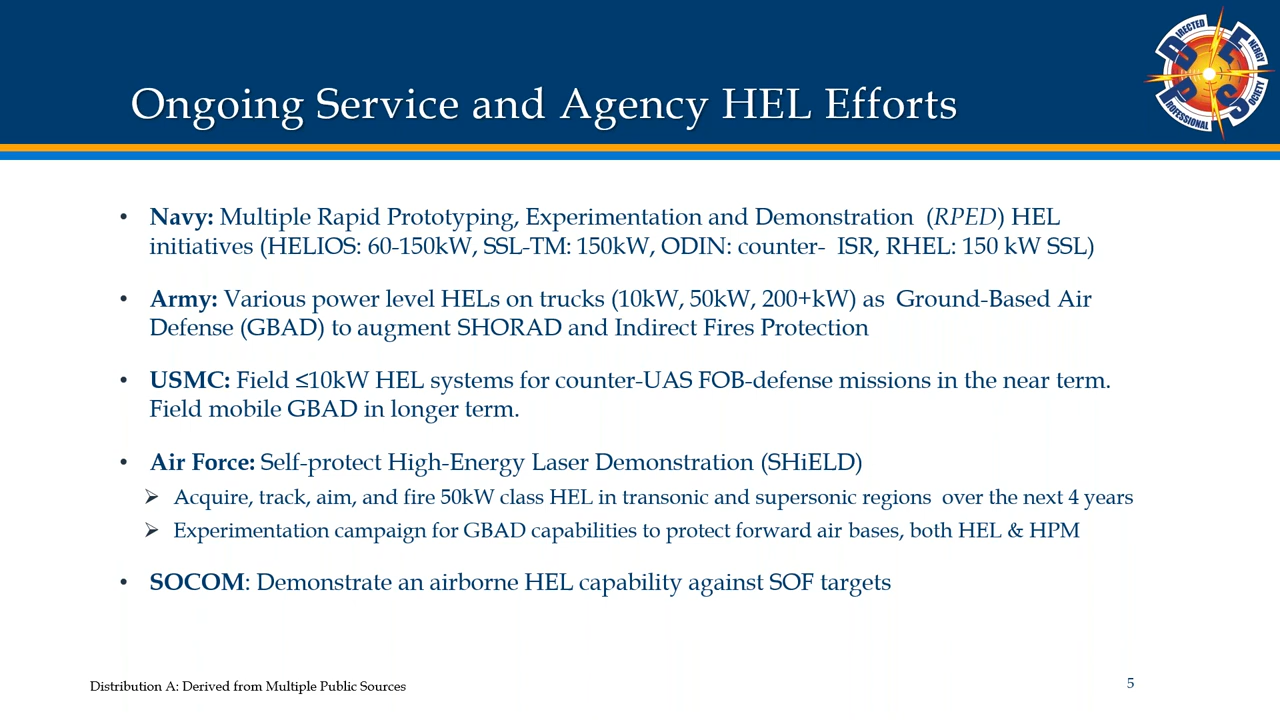 DIRECTED
ENERGY
PROFESSIONAL
SOCIETY
Ongoing Service and Agency HEL Efforts
• Navy: Multiple Rapid Prototyping, Experimentation and Demonstration (RPED) HEL
initiatives (HELIOS: 60-150kW, SSL-TM: 150kW, ODIN: counter- ISR, RHEL: 150 kW SSL)
• Army: Various power level HELs on trucks (10kW, 50kW, 200+kW) as Ground-Based Air
Defense (GBAD) to augment SHORAD and Indirect Fires Protection
• USMC: Field ≤10kW HEL systems for counter-UAS FOB-defense missions in the near term.
Field mobile GBAD in longer term.
• Air Force: Self-protect High-Energy Laser Demonstration (SHiELD)
➢ Acquire, track, aim, and fire 50kW class HEL in transonic and supersonic regions over the next 4 years
➢ Experimentation campaign for GBAD capabilities to protect forward air bases, both HEL & HPM
• SOCOM: Demonstrate an airborne HEL capability against SOF targets
Distribution A: Derived from Multiple Public Sources
5